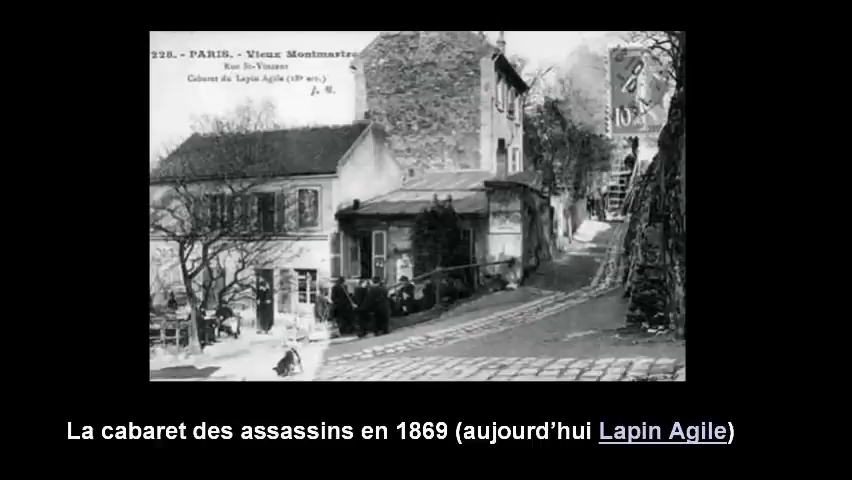 228. - PARIS. - Vieux Montmartre
Rue St-Vincent
Cabaret du Lapin Agile (18e arr.)
J. H.
10
La cabaret des assassins en 1869 (aujourd’hui Lapin Agile)